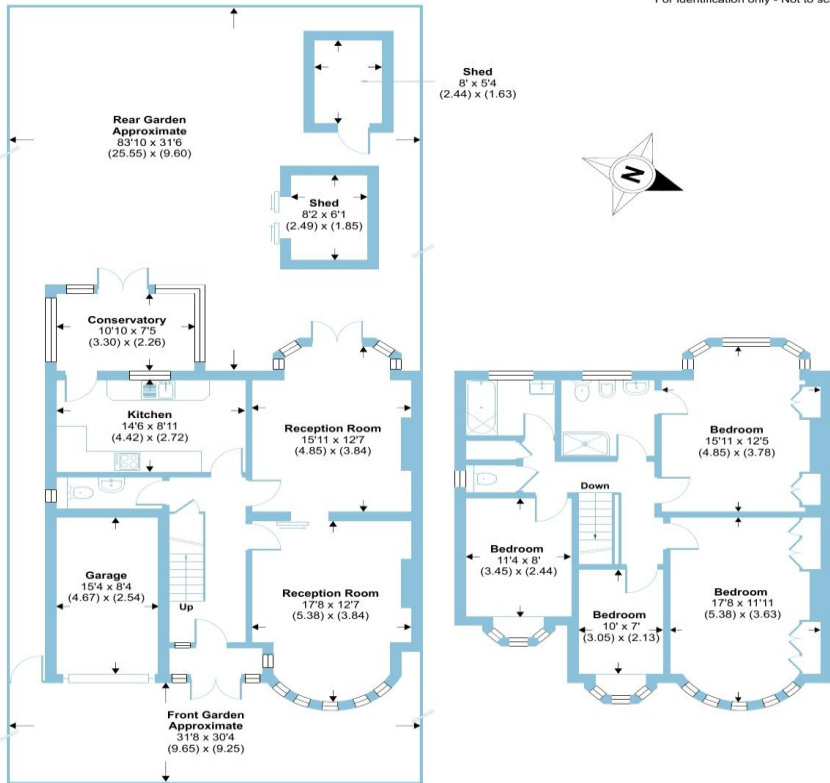 For identification only - Not to sc
Shed
8' x 5'4
(2.44) x (1.63)
Rear Garden
Approximate
83'10 x 31'6
(25.55) x (9.60)
N
Shed
8'2 x 6'1
(2.49) x (1.85)
Conservatory
10'10 x 7'5
(3.30) x (2.26)
Kitchen
14'6 x 8'11
(4.42) x (2.72)
Reception Room
15'11 x 12'7
(4.85) x (3.84)
Bedroom
15'11 x 12'5
(4.85) x (3.78)
Down
Garage
15'4 x 8'4
(4.67) x (2.54)
Up
Reception Room
17'8 x 12'7
(5.38) x (3.84)
Bedroom
11'4 x 8'
(3.45) x (2.44)
Bedroom
10' x 7'
(3.05) x (2.13)
Bedroom
17'8 x 11'11
(5.38) x (3.63)
Front Garden
Approximate
31'8 x 30'4
(9.65) x (9.25)